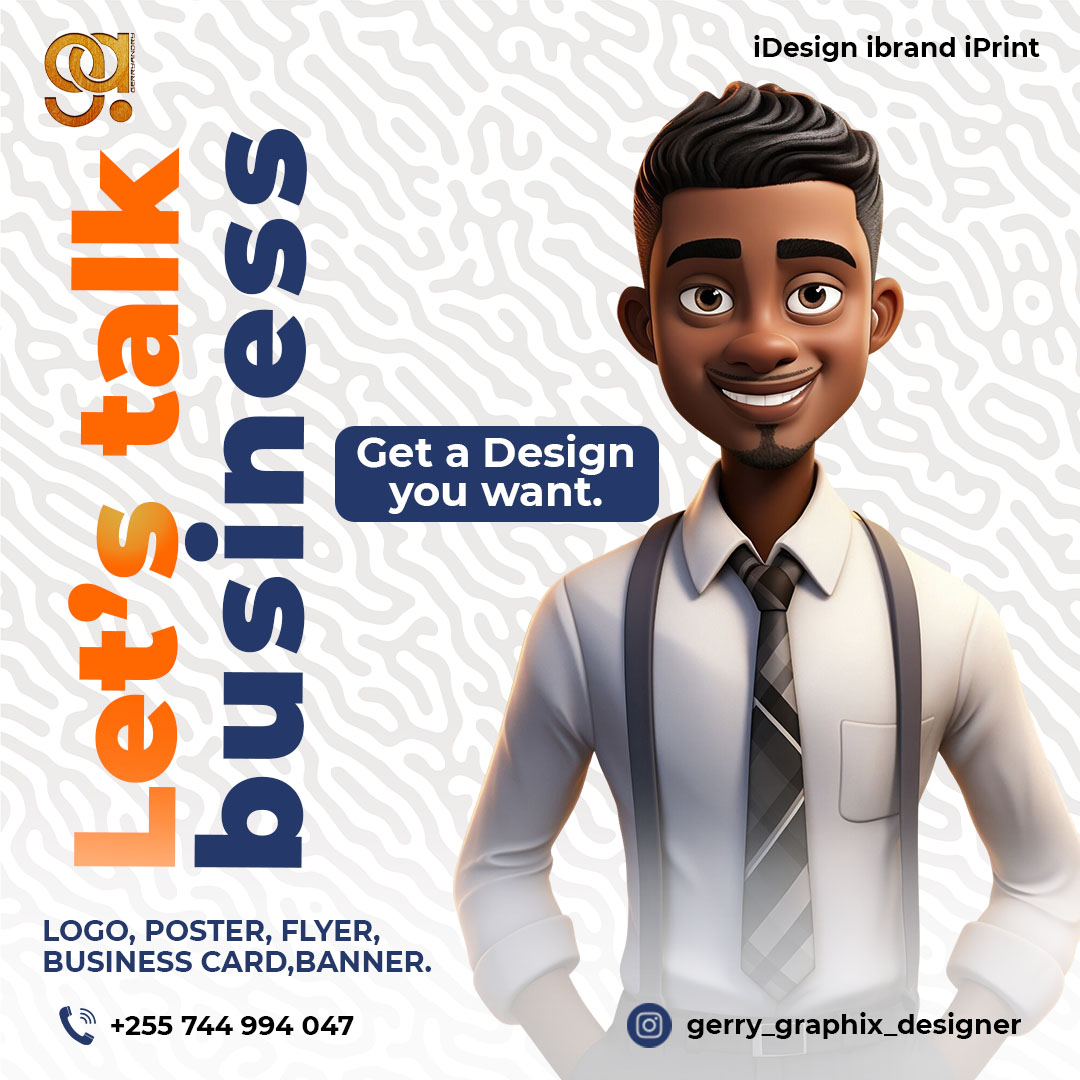 iDesign ibrand iPrint
Let's talk
business
Get a Design
you want.
LOGO, POSTER, FLYER,
BUSINESS CARD,BANNER.
+255 744 994 047
gerry_graphix_designer